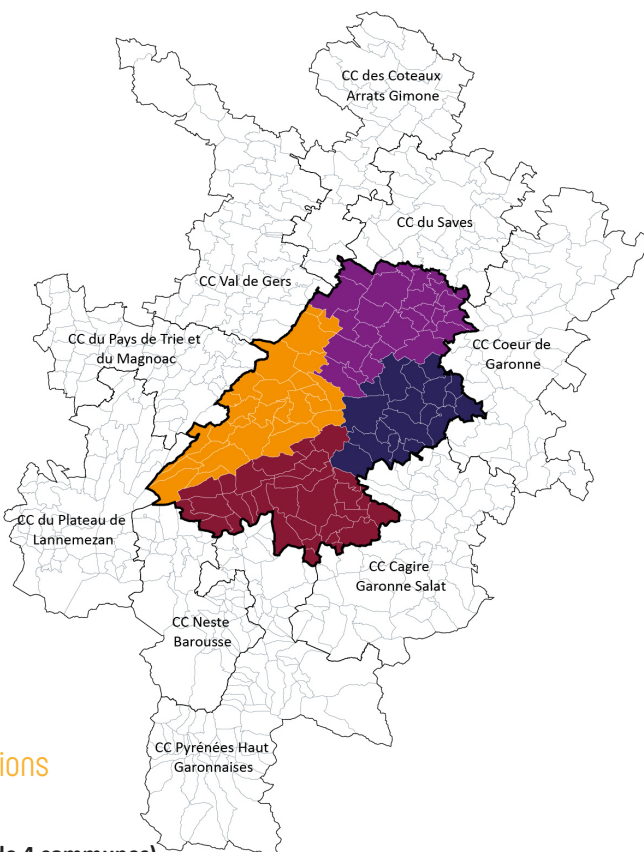 CC des Coteaux
Arrats Gimone
CC du Saves
CC Val de Gers
CC du Pays de Trie et
du Magnoac
CC Coeur de
Garonne
CC du Plateau de
Lannemezan
CC Cagire
Garonne Salat
CC Neste
Barousse
CC Pyrénées Haut
Garonnaises
ions
4 communes)